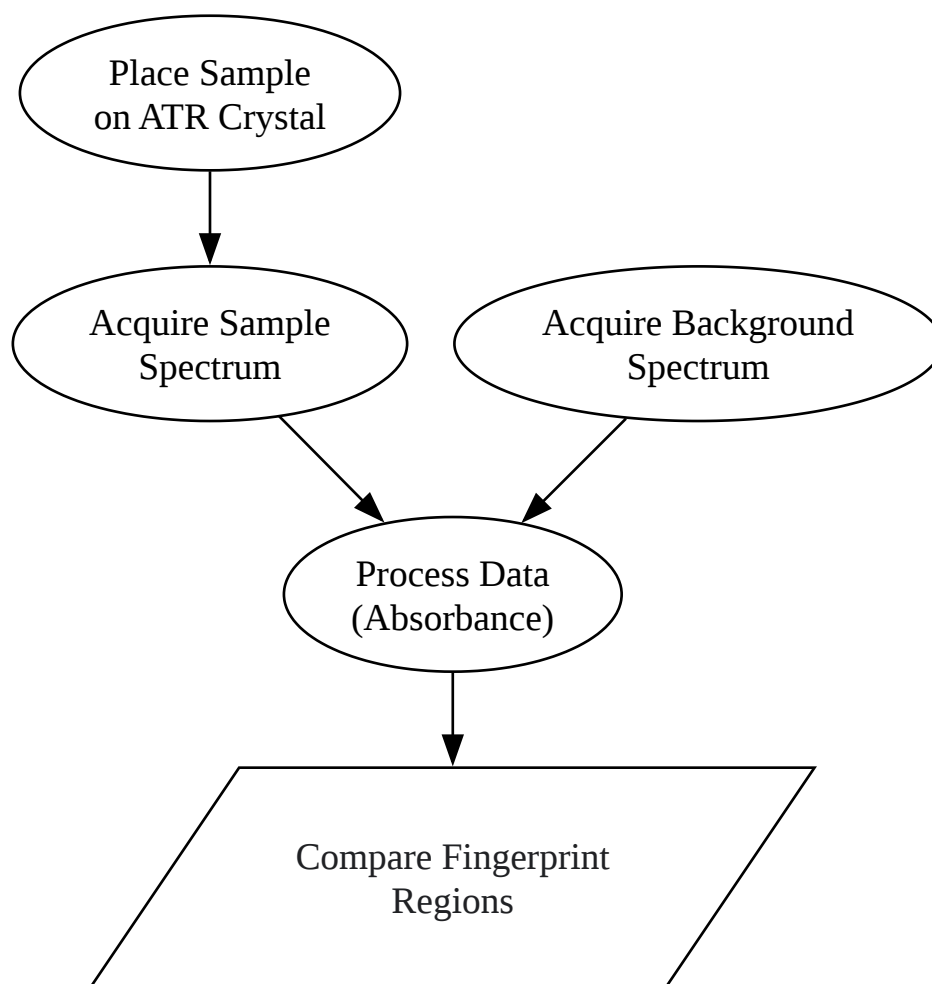 Place Sample
on ATR Crystal
Acquire Sample
Spectrum
Acquire Background
Spectrum
Process Data
(Absorbance)
Compare Fingerprint
Regions